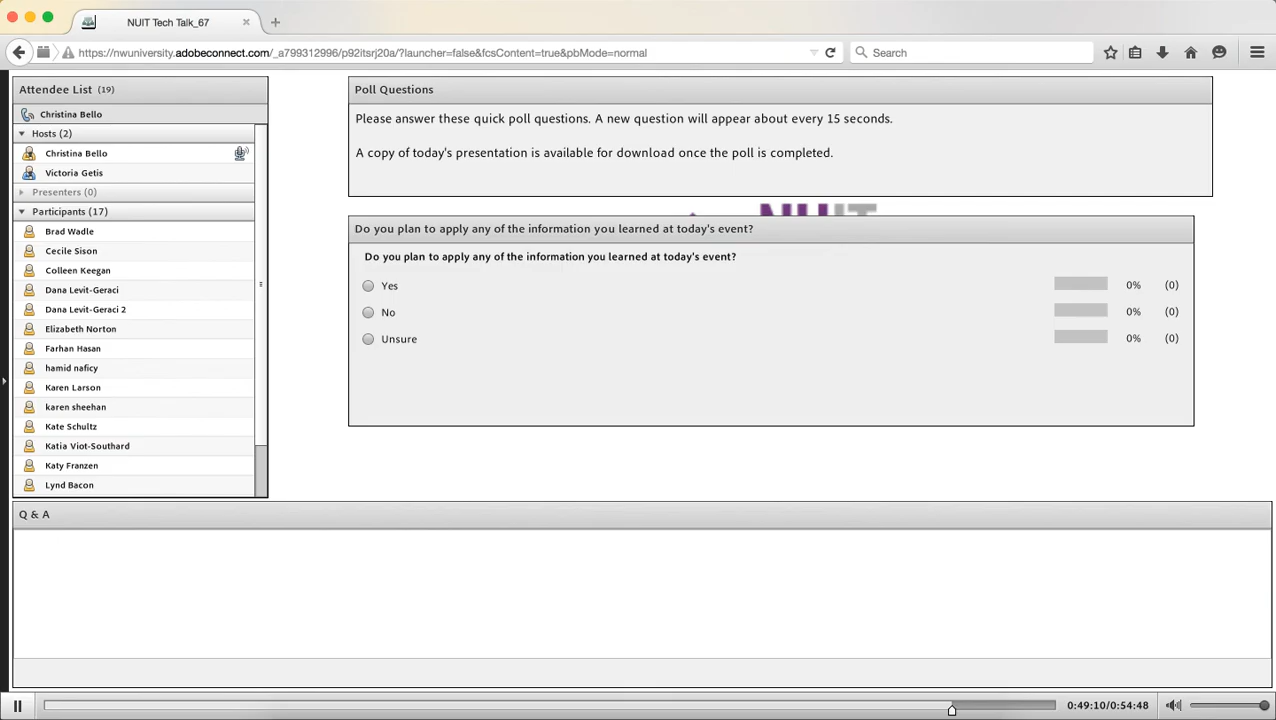 NUIT Tech Talk_67
https://nwuniversity.adobeconnect.com/_a799312996/p92itsrj20a/?launcher=false&fcsContent=true&pbMode=normal
Search
Attendee List (19)
Christina Bello
Hosts (2)
Christina Bello
Victoria Getis
Presenters (0)
Participants (17)
Brad Wadle
Cecile Sison
Colleen Keegan
Dana Levit-Geraci
Dana Levit-Geraci 2
Elizabeth Norton
Farhan Hasan
hamid naficy
Karen Larson
karen sheehan
Kate Schultz
Katia Viot-Southard
Katy Franzen
Lynd Bacon
Poll Questions
Please answer these quick poll questions. A new question will appear about every 15 seconds.
A copy of today's presentation is available for download once the poll is completed.
NUIT
Do you plan to apply any of the information you learned at today's event?
Do you plan to apply any of the information you learned at today's event?
Yes 0% (0)
No 0% (0)
Unsure 0% (0)
Q & A
0:49:10/0:54:48